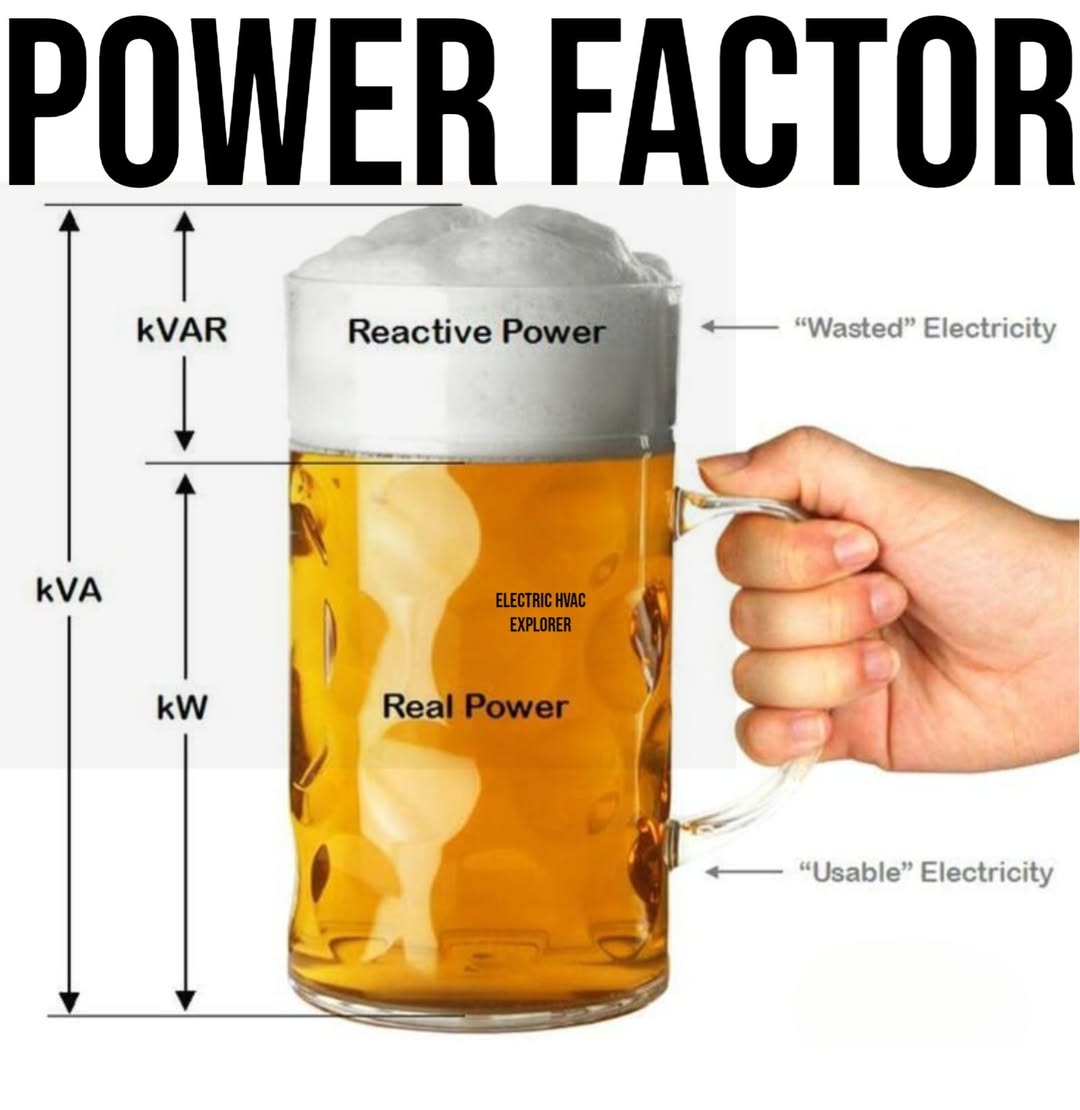 POWER FACTOR
kVAR
Reactive Power
“Wasted” Electricity
kVA
ELECTRIC HVAC
EXPLORER
kW
Real Power
“Usable” Electricity